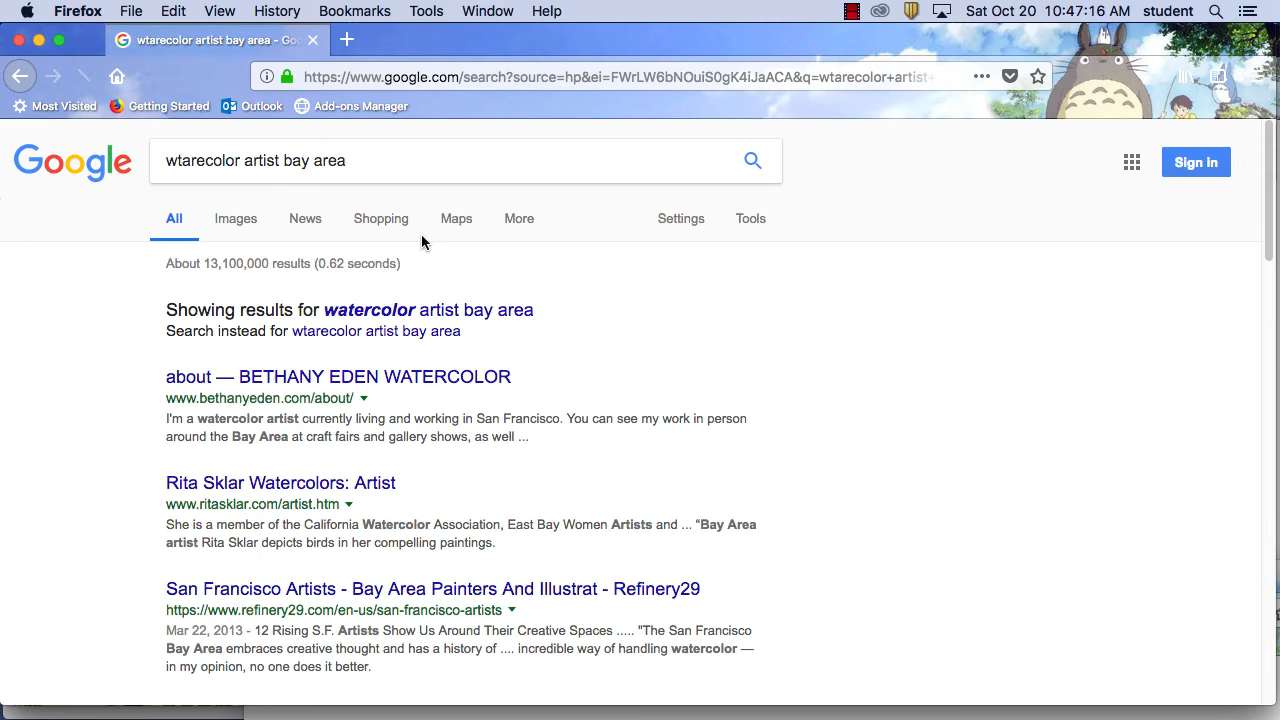 Firefox File Edit View History Bookmarks Tools Window Help Sat Oct 20 10:47:16 AM student
wtarecolor artist bay area - Goo
https://www.google.com/search?source=hp&ei=FWrLW6bNOuiS0gK4iJaACA&q=wtarecolor+artist+
Most Visited Getting Started Outlook Add-ons Manager
Google wtarecolor artist bay area Sign in
All Images News Shopping Maps More Settings Tools
About 13,100,000 results (0.62 seconds)
Showing results for watercolor artist bay area
Search instead for wtarecolor artist bay area
about — BETHANY EDEN WATERCOLOR
www.bethanyeden.com/about/
I'm a watercolor artist currently living and working in San Francisco. You can see my work in person
around the Bay Area at craft fairs and gallery shows, as well ...
Rita Sklar Watercolors: Artist
www.ritasklar.com/artist.htm
She is a member of the California Watercolor Association, East Bay Women Artists and ... "Bay Area
artist Rita Sklar depicts birds in her compelling paintings.
San Francisco Artists - Bay Area Painters And Illustrat - Refinery29
https://www.refinery29.com/en-us/san-francisco-artists
Mar 22, 2013 - 12 Rising S.F. Artists Show Us Around Their Creative Spaces ..... "The San Francisco
Bay Area embraces creative thought and has a history of .... incredible way of handling watercolor —
in my opinion, no one does it better.